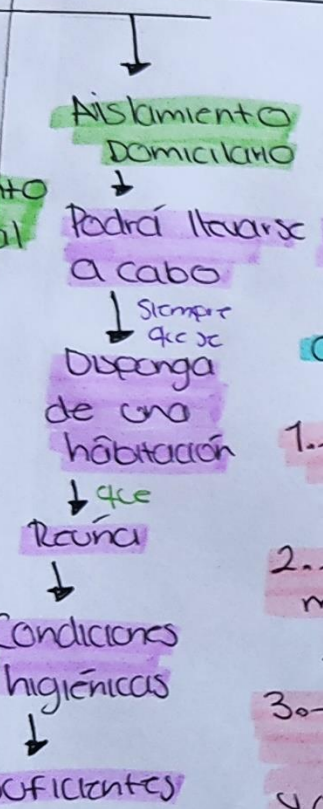 Aislamiento
Domicilario
Podrá llevarse
a cabo
Siempre
que se
Disponga
de una
habitación
que
Reúna
Condiciones
higiénicas
suficientes
1.
2.
3.-